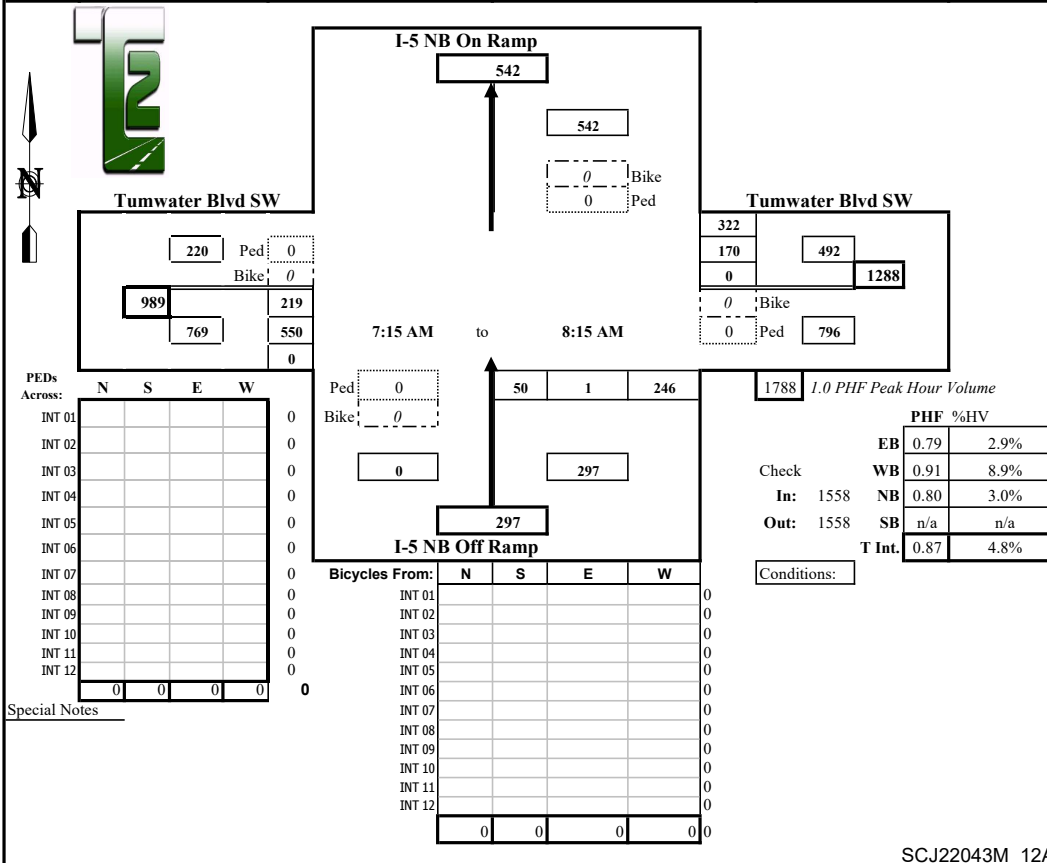 I-5 NB On Ramp
542
542
0 Bike
0 Ped
N
Tumwater Blvd SW
Tumwater Blvd SW
220 Ped 0
Bike 0
989 219
769 550
0
322
170 492
0 1288
0 Bike
0 Ped 796
7:15 AM to 8:15 AM
Ped 0
Bike 0
50 1 246
0 297
297
I-5 NB Off Ramp
1788 1.0 PHF Peak Hour Volume
PHF %HV
EB 0.79 2.9%
Check WB 0.91 8.9%
In: 1558 NB 0.80 3.0%
Out: 1558 SB n/a n/a
T Int. 0.87 4.8%
Conditions:
PEDs
Across: N S E W
INT 01 0
INT 02 0
INT 03 0
INT 04 0
INT 05 0
INT 06 0
INT 07 0
INT 08 0
INT 09 0
INT 10 0
INT 11 0
INT 12 0
0 0 0 0 0
Special Notes
Bicycles From: N S E W
INT 01 0
INT 02 0
INT 03 0
INT 04 0
INT 05 0
INT 06 0
INT 07 0
INT 08 0
INT 09 0
INT 10 0
INT 11 0
INT 12 0
0 0 0 0 0